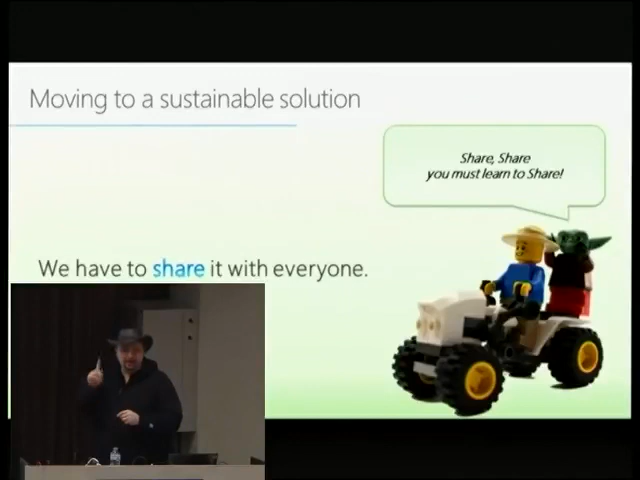 Moving to a sustainable solution
Share, Share
you must learn to Share!
We have to share it with everyone.